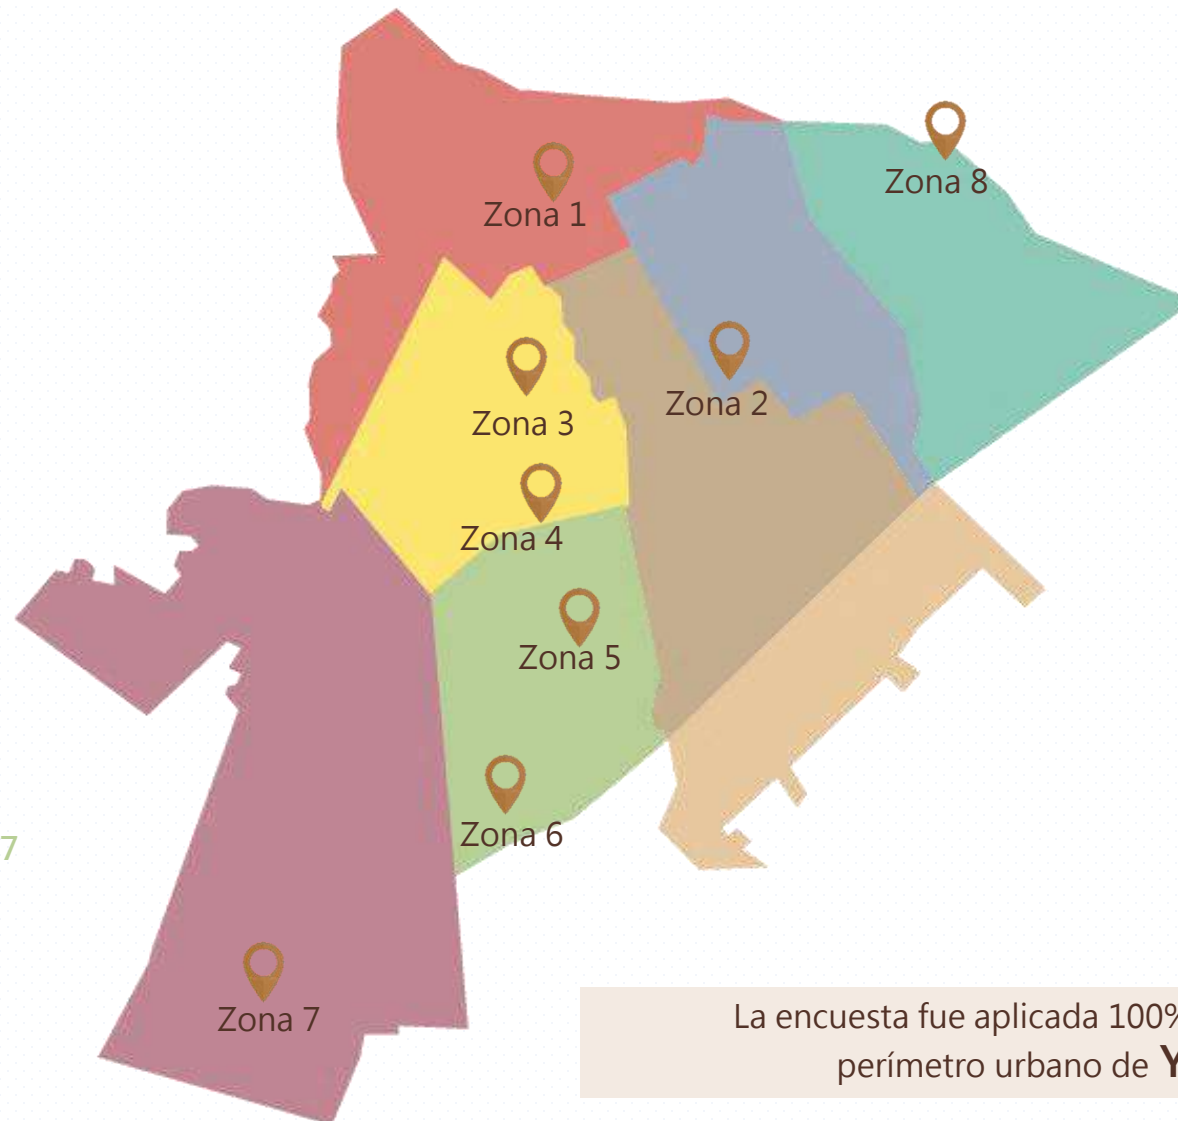 Zona 8
Zona 1
Zona 2
Zona 3
Zona 4
Zona 5
Zona 6
7
Zona 7
La encuesta fue aplicada 100%
perímetro urbano de Y